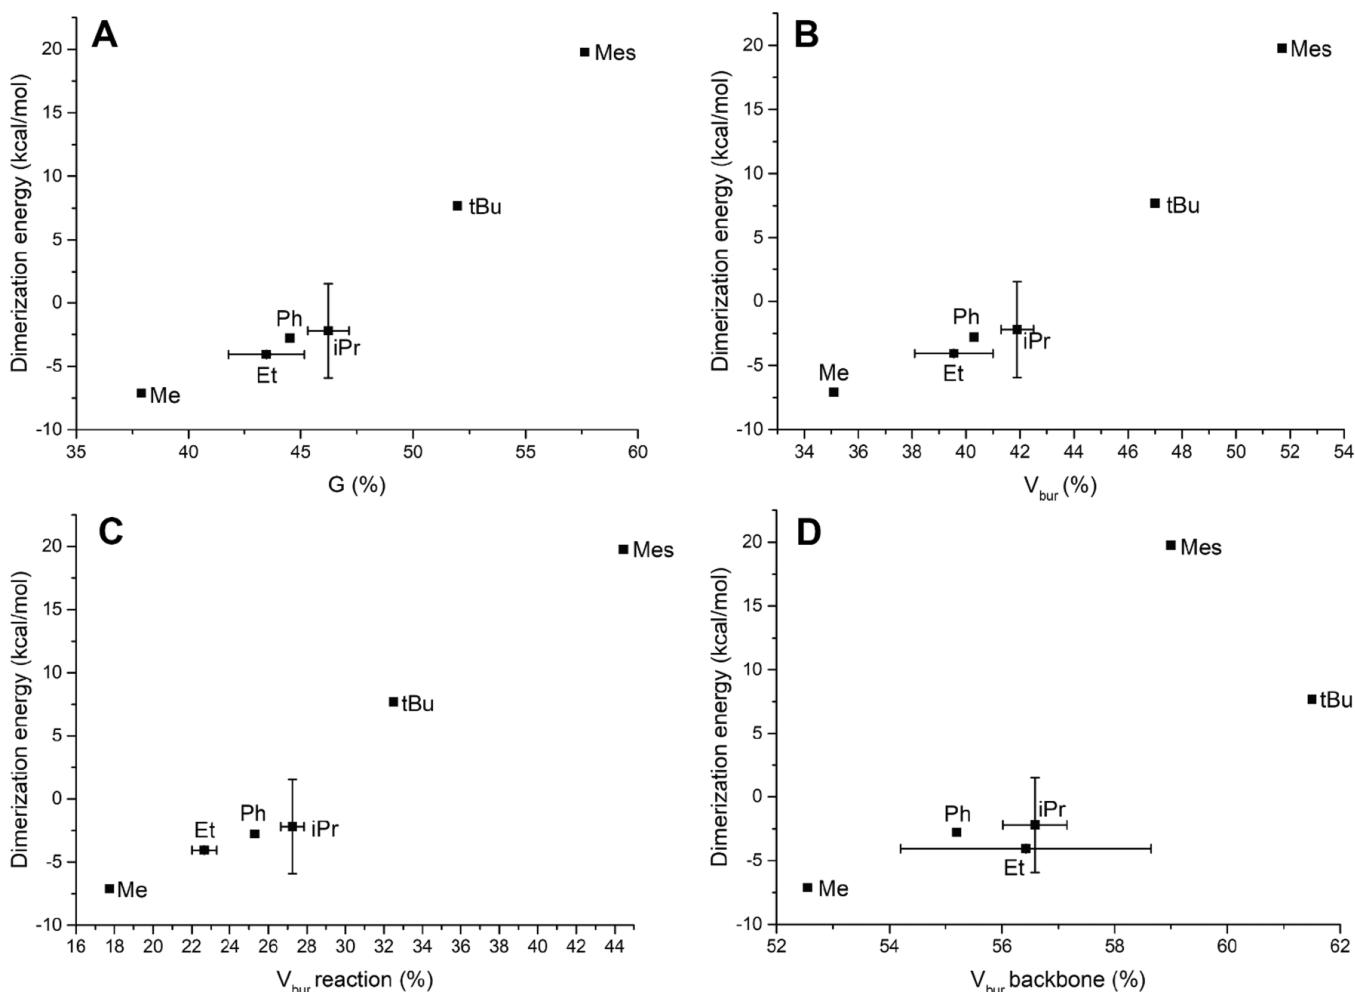 A
Dimerization energy (kcal/mol)
20
15
10
5
0
-5
-10
Mes
tBu
Ph
iPr
Et
Me
35 40 45 50 55 60
G (%)
B
Dimerization energy (kcal/mol)
20
15
10
5
0
-5
-10
Mes
tBu
Ph
iPr
Et
Me
34 36 38 40 42 44 46 48 50 52 54
Vbur (%)
C
Dimerization energy (kcal/mol)
20
15
10
5
0
-5
-10
Mes
tBu
Ph
Et
iPr
Me
16 18 20 22 24 26 28 30 32 34 36 38 40 42 44
Vbur reaction (%)
D
Dimerization energy (kcal/mol)
20
15
10
5
0
-5
-10
Mes
tBu
Ph
iPr
Et
Me
52 54 56 58 60 62
Vbur backbone (%)